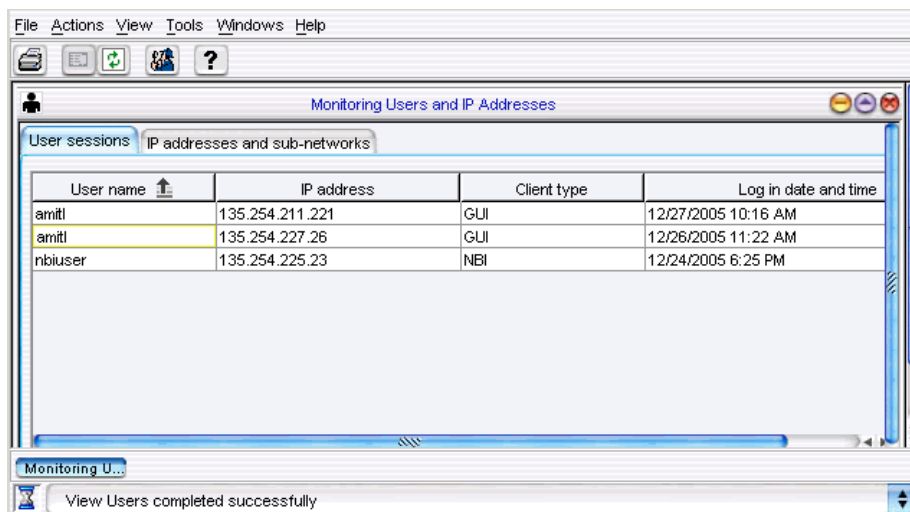 File Actions View Tools Windows Help
?
Monitoring Users and IP Addresses
User sessions IP addresses and sub-networks
User name IP address Client type Log in date and time
amitl 135.254.211.221 GUI 12/27/2005 10:16 AM
amitl 135.254.227.26 GUI 12/26/2005 11:22 AM
nbiuser 135.254.225.23 NBI 12/24/2005 6:25 PM
Monitoring U...
View Users completed successfully